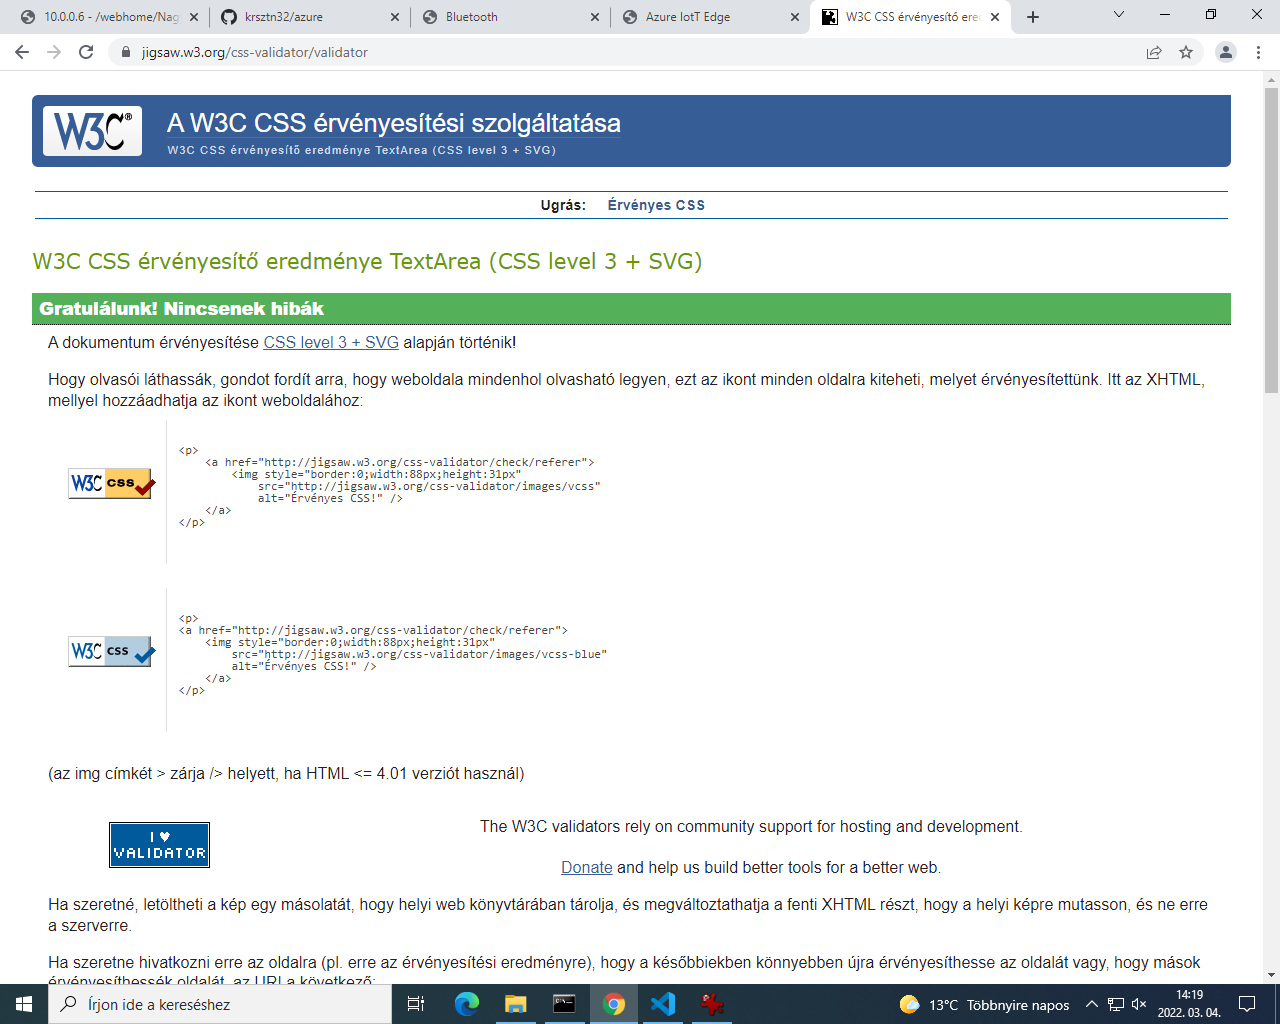 10.0.0.6 - /webhome/Nag
krsztn32/azure
Bluetooth
Azure IotT Edge
W3C CSS érvényesítő ered
jigsaw.w3.org/css-validator/validator
W3C®
A W3C CSS érvényesítési szolgáltatása
W3C CSS érvényesítő eredménye TextArea (CSS level 3 + SVG)
Ugrás: Érvényes CSS
W3C CSS érvényesítő eredménye TextArea (CSS level 3 + SVG)
Gratulálunk! Nincsenek hibák
A dokumentum érvényesítése CSS level 3 + SVG alapján történik!
Hogy olvasói láthassák, gondot fordít arra, hogy weboldala mindenhol olvasható legyen, ezt az ikont minden oldalra kiteheti, melyet érvényesítettünk. Itt az XHTML,
mellyel hozzáadhatja az ikont weboldalához:
W3C css
<p>
<a href="http://jigsaw.w3.org/css-validator/check/referer">
<img style="border:0;width:88px;height:31px"
src="http://jigsaw.w3.org/css-validator/images/vcss"
alt="Érvényes CSS!" />
</a>
</p>
W3C css
<p>
<a href="http://jigsaw.w3.org/css-validator/check/referer">
<img style="border:0;width:88px;height:31px"
src="http://jigsaw.w3.org/css-validator/images/vcss-blue"
alt="Érvényes CSS!" />
</a>
</p>
(az img címkét > zárja /> helyett, ha HTML <= 4.01 verziót használ)
I ♥
VALIDATOR
The W3C validators rely on community support for hosting and development.
Donate and help us build better tools for a better web.
Ha szeretné, letöltheti a kép egy másolatát, hogy helyi web könyvtárában tárolja, és megváltoztathatja a fenti XHTML részt, hogy a helyi képre mutasson, és ne erre
a szerverre.
Ha szeretne hivatkozni erre az oldalra (pl. erre az érvényesítési eredményre), hogy a későbbiekben könnyebben újra érvényesíthesse az oldalát vagy, hogy mások
érvényesíthessék oldalát, az URI a következő:
Írjon ide a kereséshez
13°C Többnyire napos
14:19
2022. 03. 04.